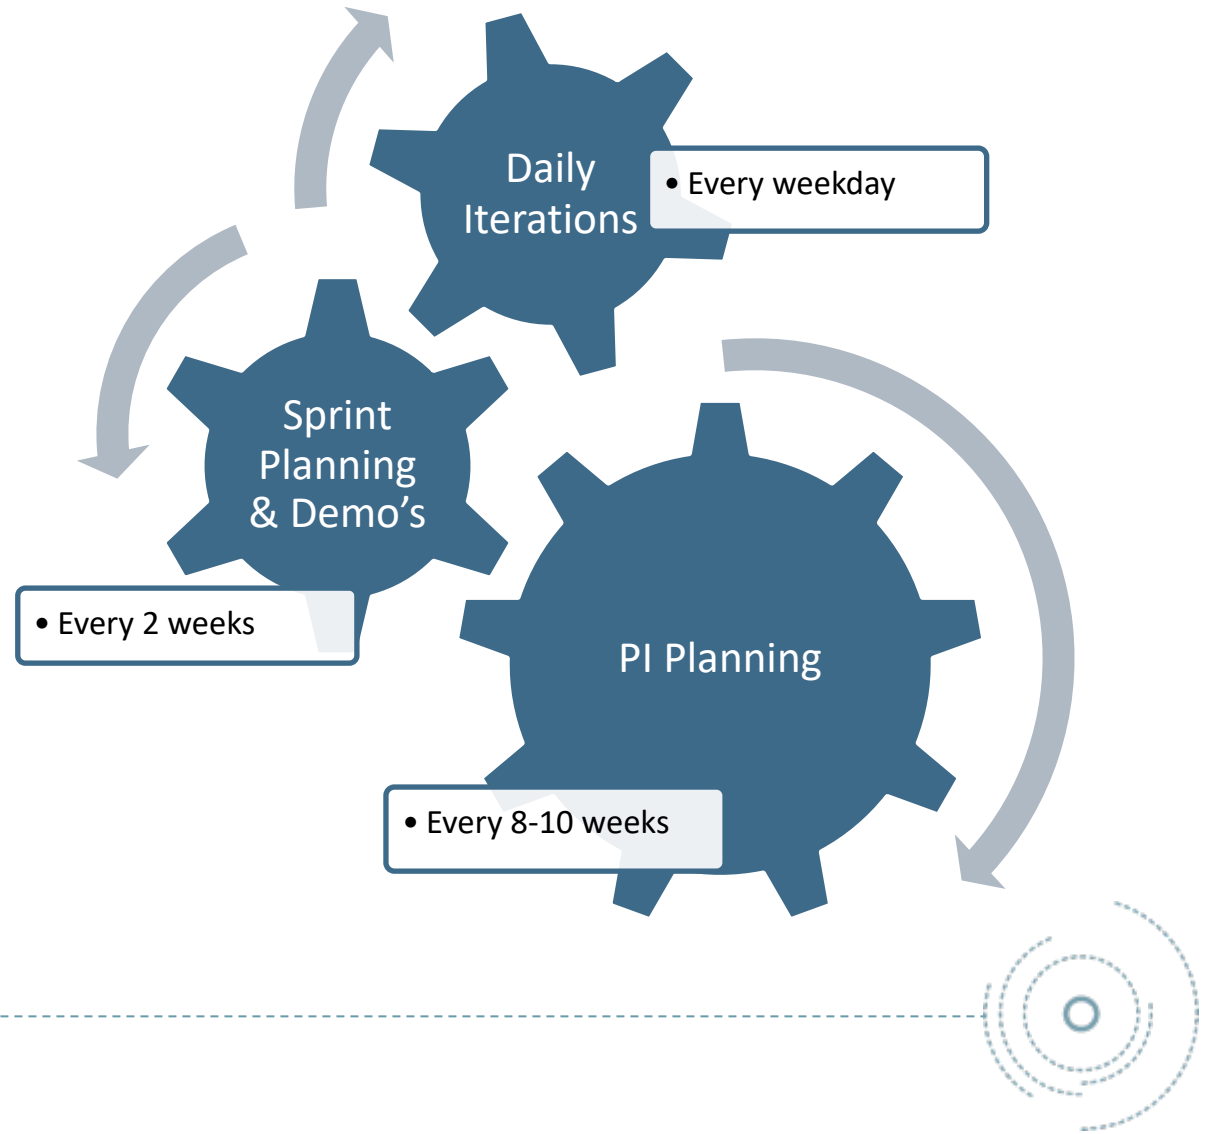 Daily
Iterations
• Every weekday
Sprint
Planning
& Demo’s
• Every 2 weeks
PI Planning
• Every 8-10 weeks